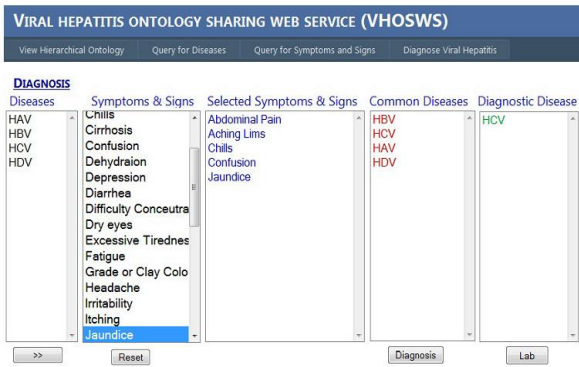 VIRAL HEPATITIS ONTOLOGY SHARING WEB SERVICE (VHOSWS)
View Hierarchical Ontology Query for Diseases Query for Symptoms and Signs Diagnose Viral Hepatitis
DIAGNOSIS
Diseases
HAV
HBV
HCV
HDV
>>
Symptoms & Signs
Chills
Cirrhosis
Confusion
Dehydraion
Depression
Diarrhea
Difficulty Conceutra
Dry eyes
Excessive Tirednes
Fatigue
Grade or Clay Colo
Headache
Irritability
Itching
Jaundice
Reset
Selected Symptoms & Signs
Abdominal Pain
Aching Lims
Chills
Confusion
Jaundice
Common Diseases
HBV
HCV
HAV
HDV
Diagnosis
Diagnostic Disease
HCV
Lab